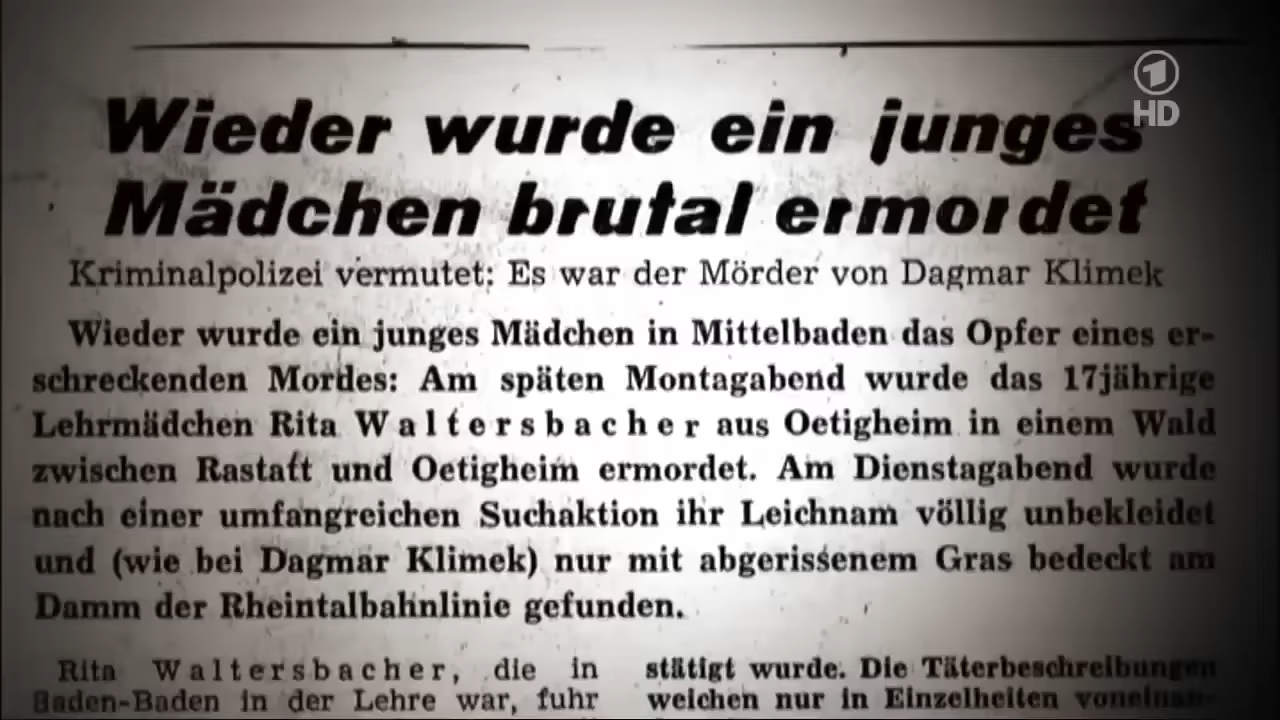 1
HD
Wieder wurde ein junges
Mädchen brutal ermordet
Kriminalpolizei vermutet: Es war der Mörder von Dagmar Klimek
Wieder wurde ein junges Mädchen in Mittelbaden das Opfer eines er-
schreckenden Mordes: Am späten Montagabend wurde das 17jährige
Lehrmädchen Rita Waltersbacher aus Oetigheim in einem Wald
zwischen Rastatt und Oetigheim ermordet. Am Dienstagabend wurde
nach einer umfangreichen Suchaktion ihr Leichnam völlig unbekleidet
und (wie bei Dagmar Klimek) nur mit abgerissenem Gras bedeckt am
Damm der Rheintalbahnlinie gefunden.
Rita Waltersbacher, die in
Baden-Baden in der Lehre war, fuhr
stätigt wurde. Die Täterbeschreibungen
weichen nur in Einzelheiten voneinan-